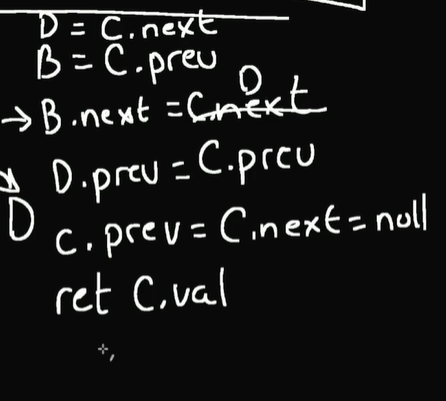 D = C.next
B = C.prev
D
→ B.next = C.next
D.prev = C.prev
D
C.prev = C.next = null
ret C.val